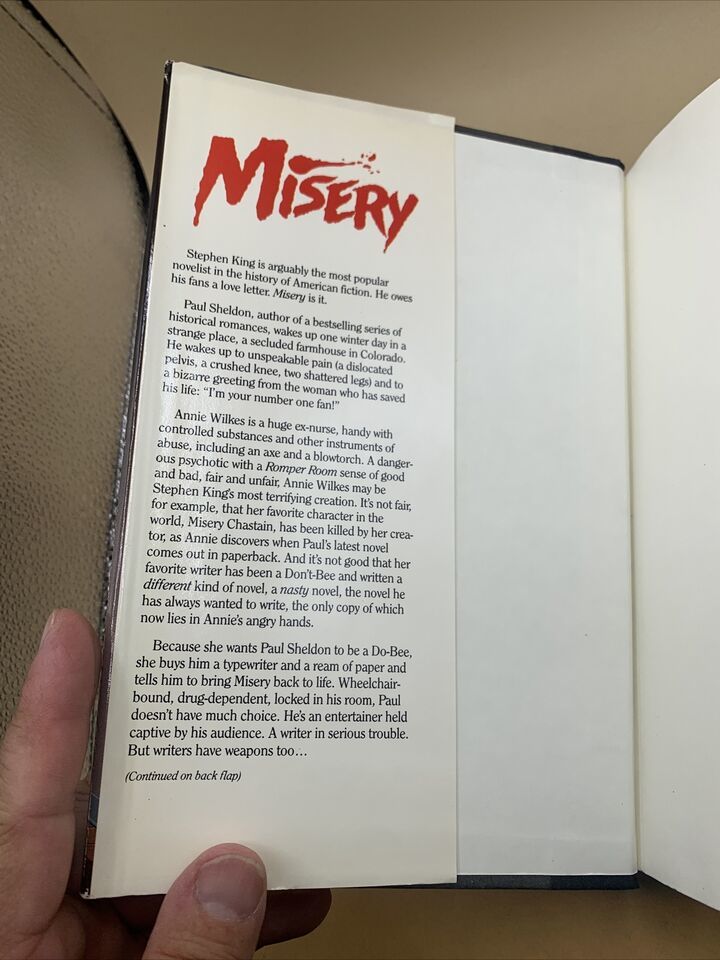 MISERY
Stephen King is arguably the most popular
novelist in the history of American fiction. He owes
his fans a love letter. Misery is it.
Paul Sheldon, author of a bestselling series of
historical romances, wakes up one winter day in a
strange place, a secluded farmhouse in Colorado.
He wakes up to unspeakable pain (a dislocated
pelvis, a crushed knee, two shattered legs) and to
a bizarre greeting from the woman who has saved
his life: “I’m your number one fan!”
Annie Wilkes is a huge ex-nurse, handy with
controlled substances and other instruments of
abuse, including an axe and a blowtorch. A danger-
ous psychotic with a Romper Room sense of good
and bad, fair and unfair, Annie Wilkes may be
Stephen King’s most terrifying creation. It’s not fair,
for example, that her favorite character in the
world, Misery Chastain, has been killed by her crea-
tor, as Annie discovers when Paul’s latest novel
comes out in paperback. And it’s not good that her
favorite writer has been a Don’t-Bee and written a
different kind of novel, a nasty novel, the novel he
has always wanted to write, the only copy of which
now lies in Annie’s angry hands.
Because she wants Paul Sheldon to be a Do-Bee,
she buys him a typewriter and a ream of paper and
tells him to bring Misery back to life. Wheelchair-
bound, drug-dependent, locked in his room, Paul
doesn’t have much choice. He’s an entertainer held
captive by his audience. A writer in serious trouble.
But writers have weapons too…
(Continued on back flap)